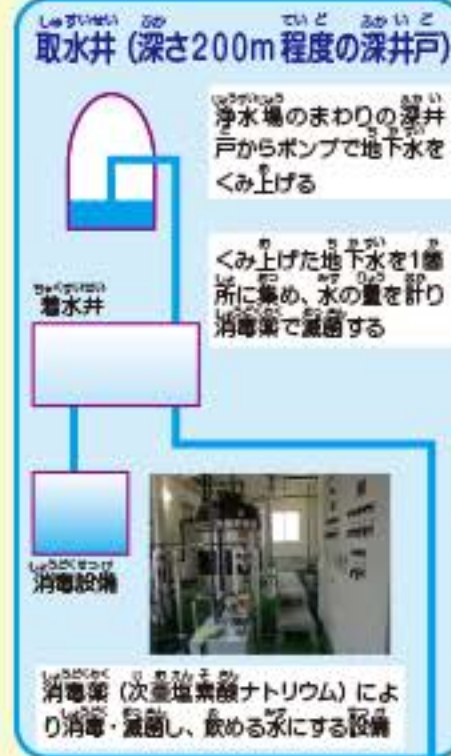 取水井（深さ200m程度の深井戸）
浄水場のまわりの深井
戸からポンプで地下水を
くみ上げる
くみ上げた地下水を1箇
所に集め、水の量を計り
消毒薬で滅菌する
着水井
消毒設備
消毒薬（次亜塩素酸ナトリウム）によ
り消毒・滅菌し、飲める水にする設備